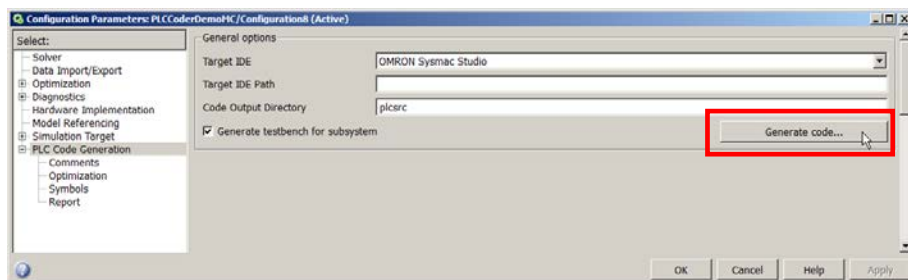 Configuration Parameters: PLCCoderDemoMC/Configuration8 (Active)
Select:
Solver
Data Import/Export
Optimization
Diagnostics
Hardware Implementation
Model Referencing
Simulation Target
PLC Code Generation
Comments
Optimization
Symbols
Report
General options
Target IDE
OMRON Sysmac Studio
Target IDE Path
Code Output Directory
plcsrc
Generate testbench for subsystem
Generate code...
OK
Cancel
Help
Apply